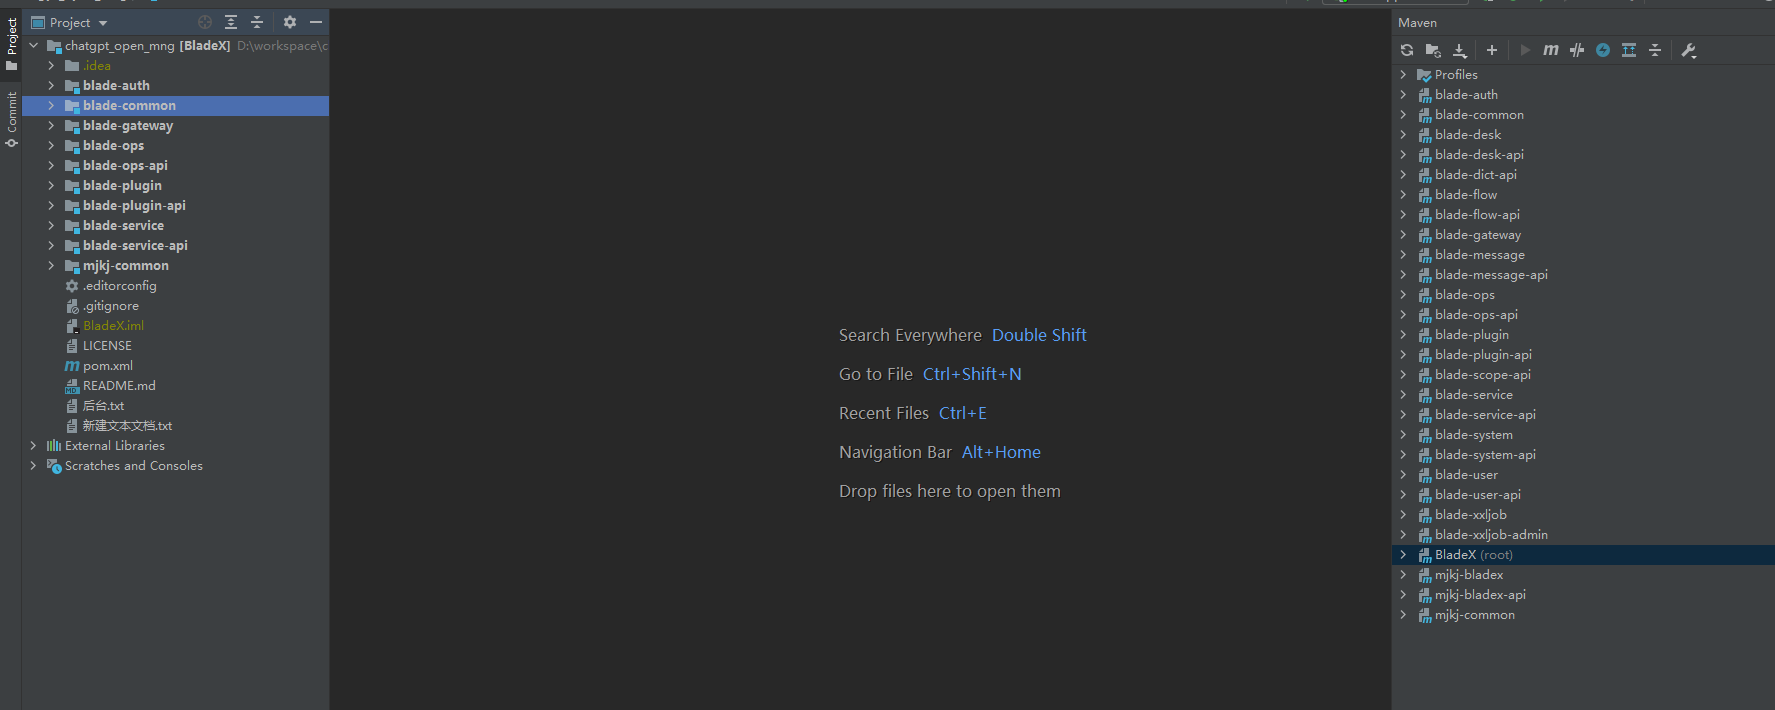 Project
Commit
Project
chatgpt_open_mng [BladeX] D:\workspace\c
.idea
blade-auth
blade-common
blade-gateway
blade-ops
blade-ops-api
blade-plugin
blade-plugin-api
blade-service
blade-service-api
mjkj-common
.editorconfig
.gitignore
BladeX.iml
LICENSE
pom.xml
README.md
后台.txt
新建文本文档.txt
External Libraries
Scratches and Consoles
Search Everywhere Double Shift
Go to File Ctrl+Shift+N
Recent Files Ctrl+E
Navigation Bar Alt+Home
Drop files here to open them
Maven
Profiles
blade-auth
blade-common
blade-desk
blade-desk-api
blade-dict-api
blade-flow
blade-flow-api
blade-gateway
blade-message
blade-message-api
blade-ops
blade-ops-api
blade-plugin
blade-plugin-api
blade-scope-api
blade-service
blade-service-api
blade-system
blade-system-api
blade-user
blade-user-api
blade-xxljob
blade-xxljob-admin
BladeX (root)
mjkj-bladex
mjkj-bladex-api
mjkj-common